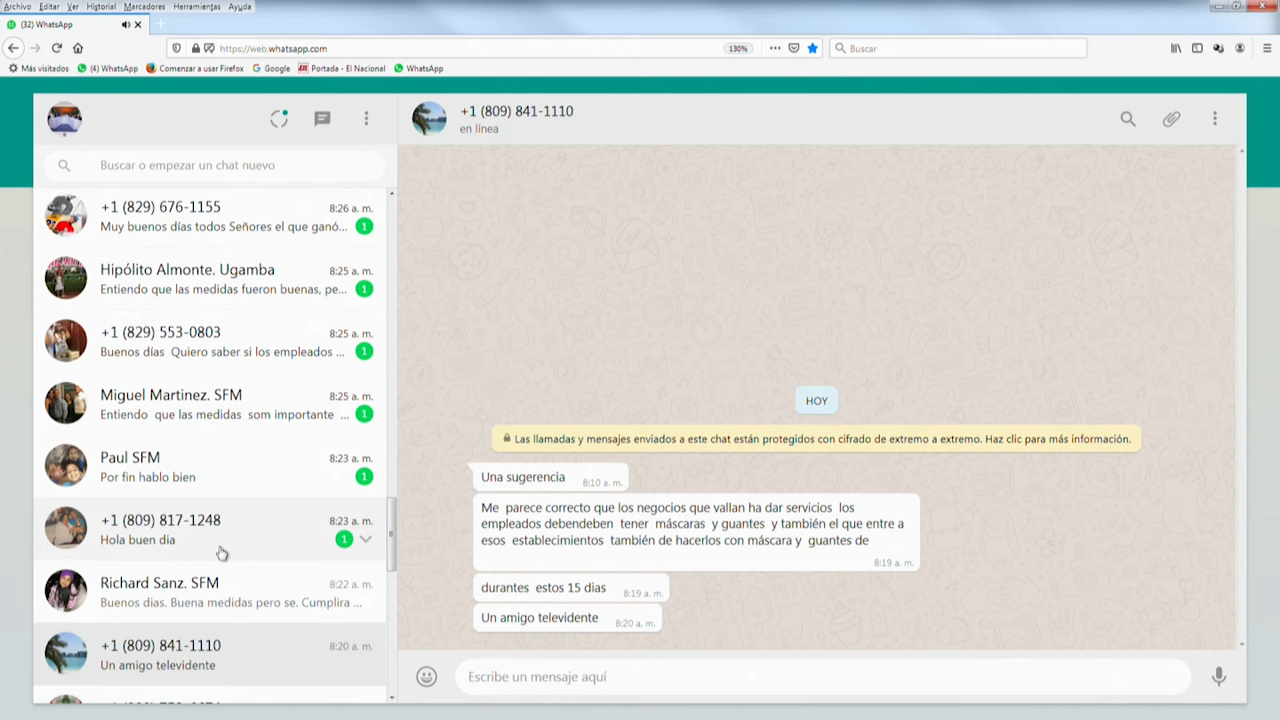 Archivo Editar Ver Historial Marcadores Herramientas Ayuda
(32) WhatsApp
https://web.whatsapp.com
130%
Buscar
Más visitados
(4) WhatsApp
Comenzar a usar Firefox
Google
Portada - El Nacional
WhatsApp
Buscar o empezar un chat nuevo
+1 (829) 676-1155
8:26 a. m.
Muy buenos días todos Señores el que ganó...
1
Hipólito Almonte. Ugamba
8:25 a. m.
Entiendo que las medidas fueron buenas, pe...
1
+1 (829) 553-0803
8:25 a. m.
Buenos días Quiero saber si los empleados ...
1
Miguel Martinez. SFM
8:25 a. m.
Entiendo que las medidas som importante ...
1
Paul SFM
8:23 a. m.
Por fin hablo bien
1
+1 (809) 817-1248
8:23 a. m.
Hola buen dia
1
Richard Sanz. SFM
8:22 a. m.
Buenos dias. Buena medidas pero se. Cumplira ...
+1 (809) 841-1110
8:20 a. m.
Un amigo televidente
+1 (809) 841-1110
en línea
HOY
Las llamadas y mensajes enviados a este chat están protegidos con cifrado de extremo a extremo. Haz clic para más información.
Una sugerencia
8:10 a. m.
Me parece correcto que los negocios que vallan ha dar servicios los
empleados debendeben tener máscaras y guantes y también el que entre a
esos establecimientos también de hacerlos con máscara y guantes de
8:19 a. m.
durantes estos 15 dias
8:19 a. m.
Un amigo televidente
8:20 a. m.
Escribe un mensaje aquí